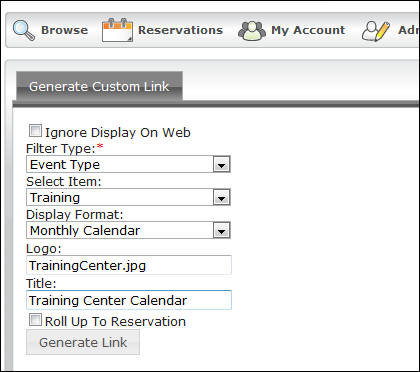 Browse Reservations My Account
Generate Custom Link
Ignore Display On Web
Filter Type:*
Event Type
Select Item:
Training
Display Format:
Monthly Calendar
Logo:
TrainingCenter.jpg
Title:
Training Center Calendar
Roll Up To Reservation
Generate Link